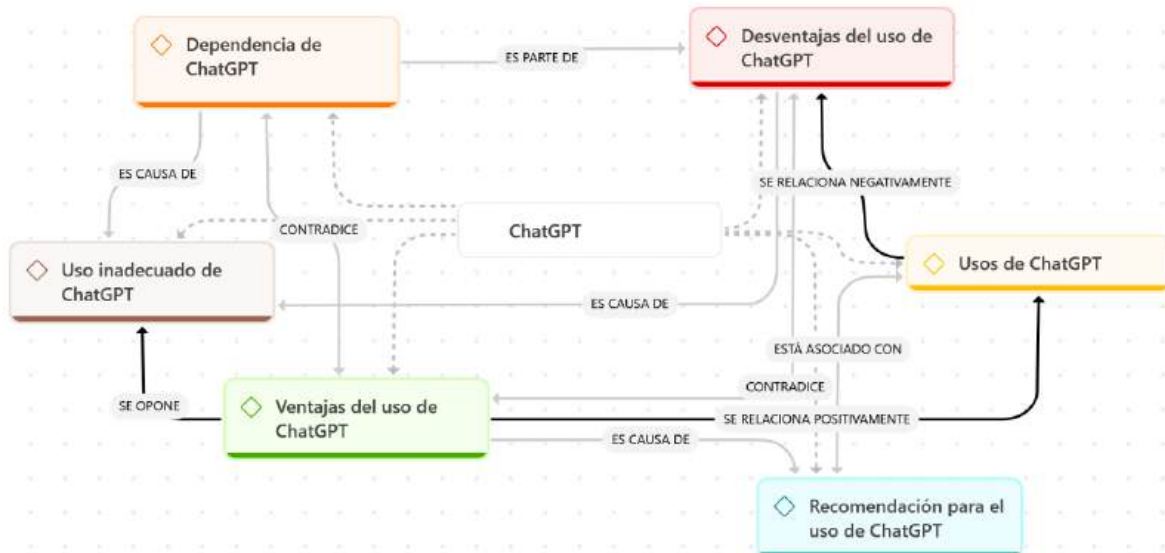 Dependencia de
ChatGPT
Desventajas del uso de
ChatGPT
ES PARTE DE
ES CAUSA DE
SE RELACIONA NEGATIVAMENTE
CONTRADICE
ChatGPT
Uso inadecuado de
ChatGPT
Usos de ChatGPT
ES CAUSA DE
ESTÁ ASOCIADO CON
CONTRADICE
SE OPONE
Ventajas del uso de
ChatGPT
SE RELACIONA POSITIVAMENTE
ES CAUSA DE
Recomendación para el
uso de ChatGPT